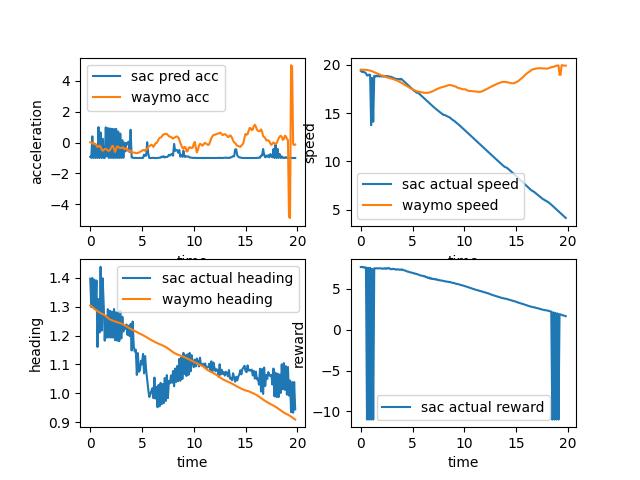 acceleration
4
2
0
−2
−4
sac pred acc
waymo acc
0 5 10 15 20
time
speed
20
15
10
5
sac actual speed
waymo speed
0 5 10 15 20
time
heading
1.4
1.3
1.2
1.1
1.0
0.9
sac actual heading
waymo heading
0 5 10 15 20
time
reward
5
0
−5
−10
sac actual reward
0 5 10 15 20
time